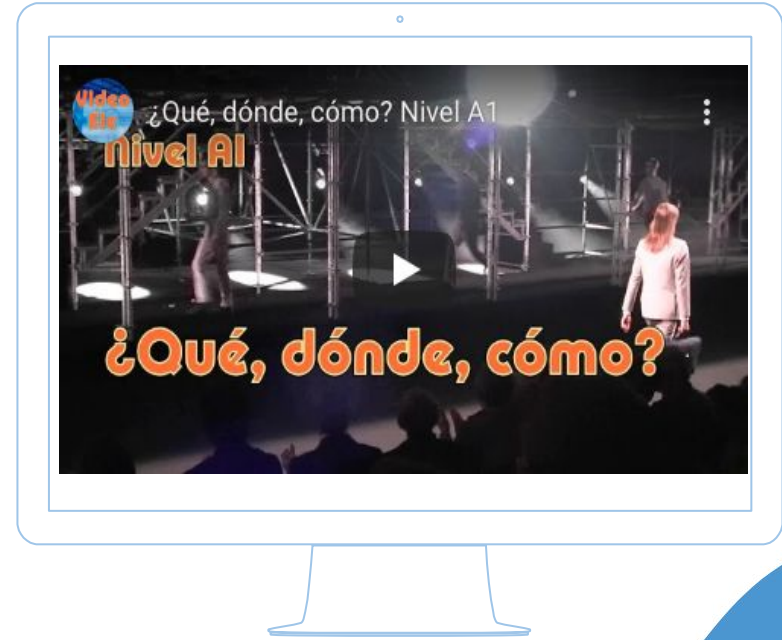 Video
Ele
¿Qué, dónde, cómo? Nivel A1
Nivel A1
¿Qué, dónde, cómo?